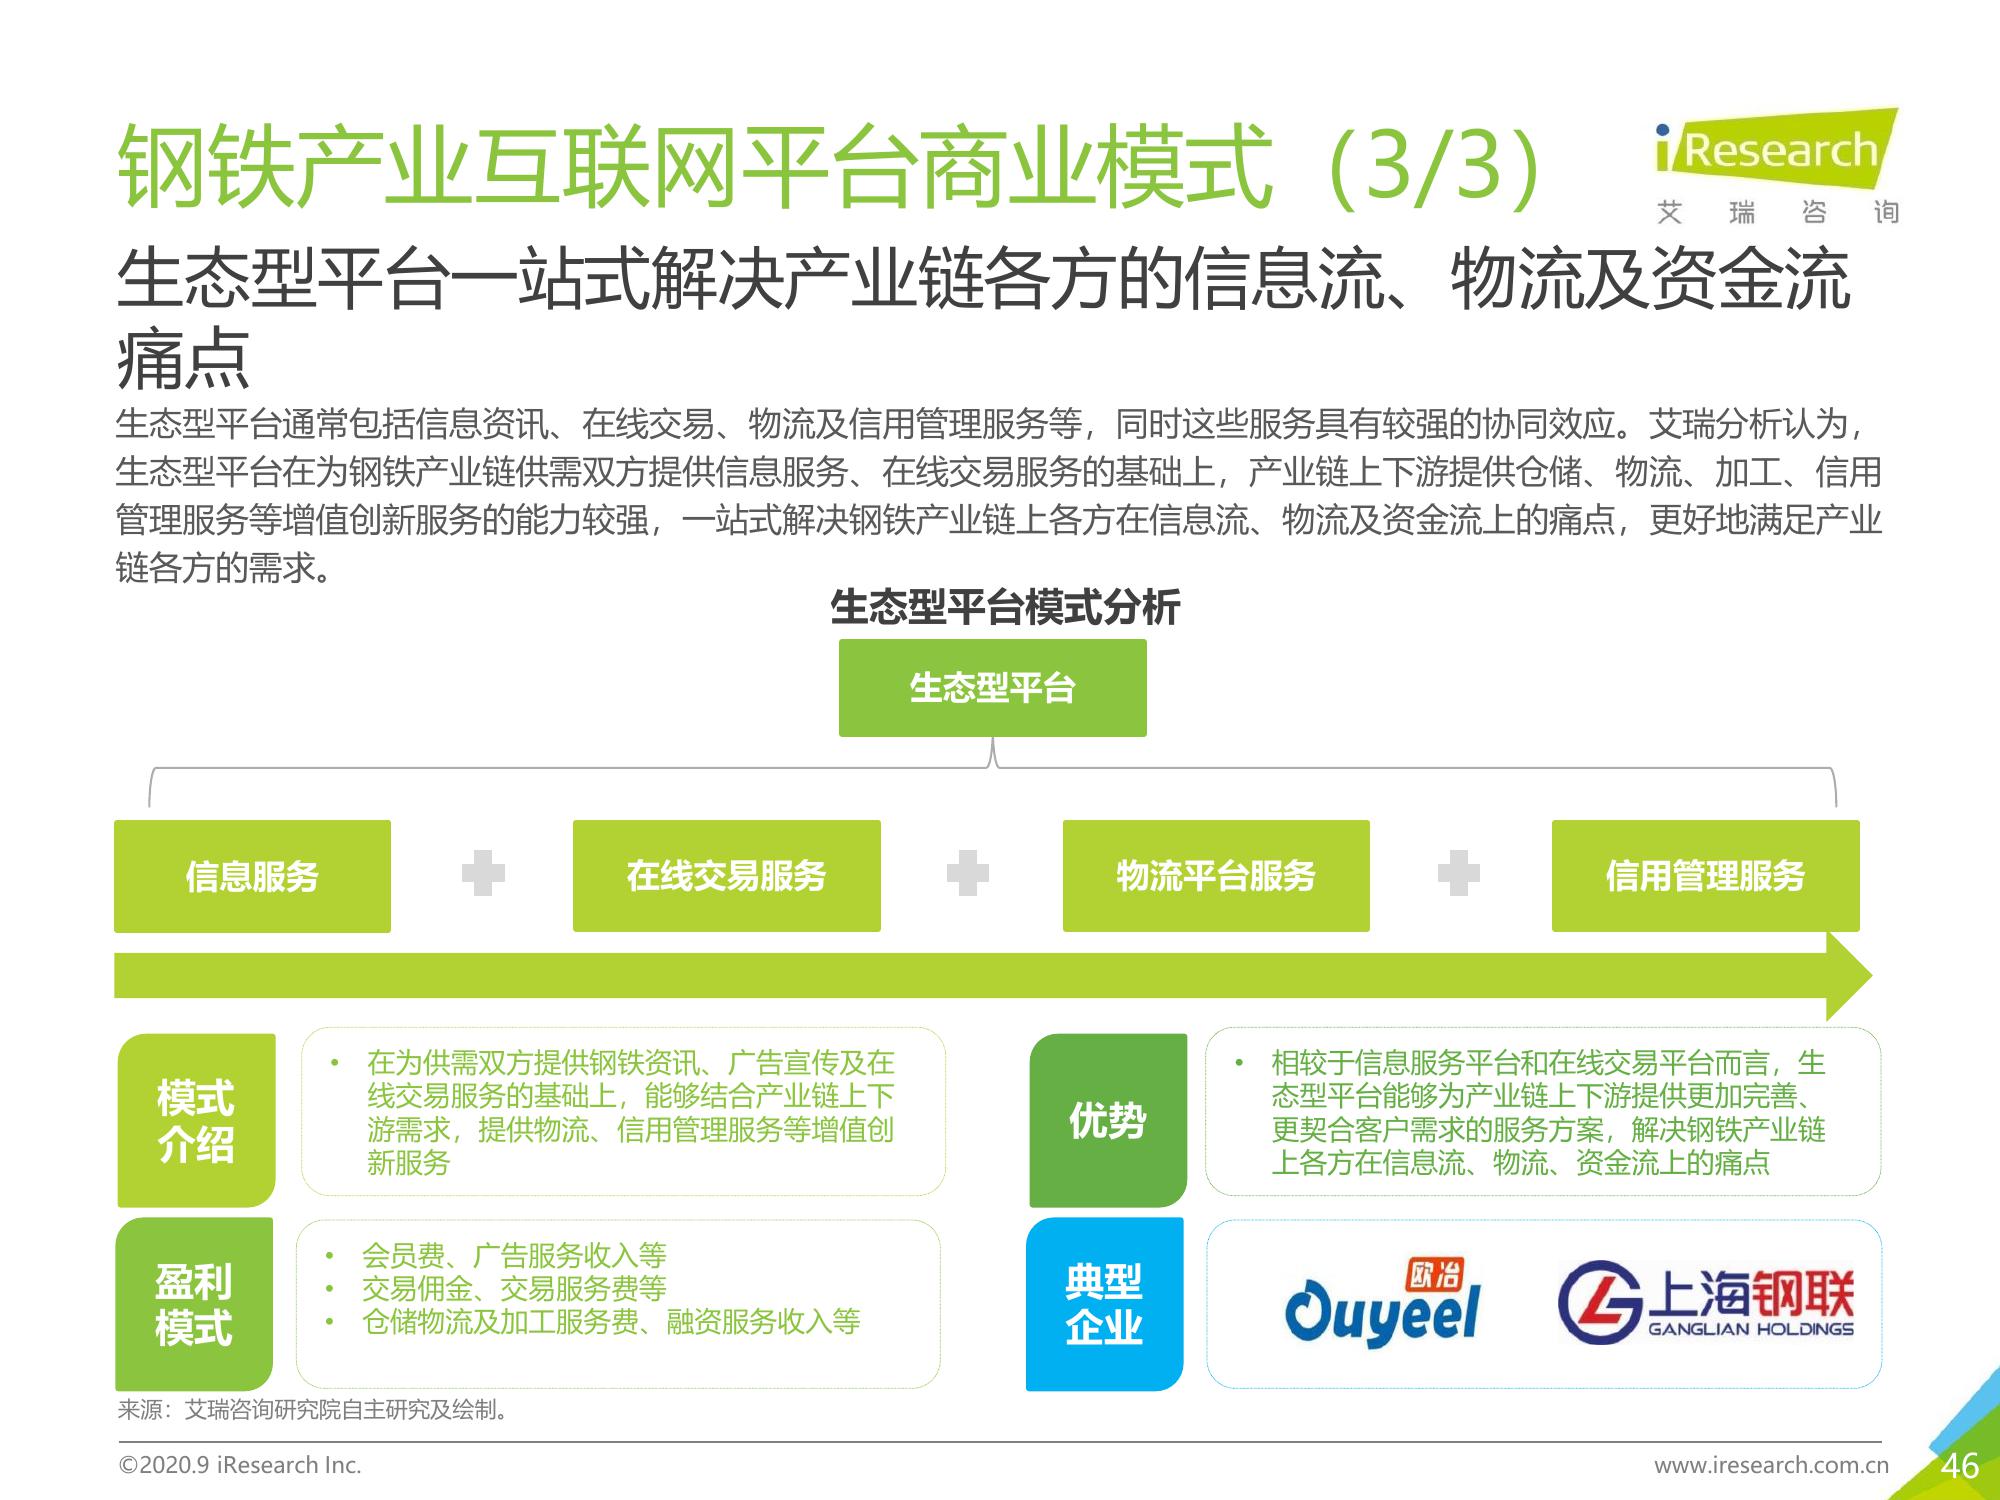 钢铁产业互联网平台商业模式（3/3）
iResearch
艾瑞咨询
生态型平台一站式解决产业链各方的信息流、物流及资金流
痛点
生态型平台通常包括信息资讯、在线交易、物流及信用管理服务等，同时这些服务具有较强的协同效应。艾瑞分析认为，
生态型平台在为钢铁产业链供需双方提供信息服务、在线交易服务的基础上，产业链上下游提供仓储、物流、加工、信用
管理服务等增值创新服务的能力较强，一站式解决钢铁产业链上各方在信息流、物流及资金流上的痛点，更好地满足产业
链各方的需求。
生态型平台模式分析
生态型平台
信息服务
在线交易服务
物流平台服务
信用管理服务
模式
介绍
• 在为供需双方提供钢铁资讯、广告宣传及在
线交易服务的基础上，能够结合产业链上下
游需求，提供物流、信用管理服务等增值创
新服务
优势
• 相较于信息服务平台和在线交易平台而言，生
态型平台能够为产业链上下游提供更加完善、
更契合客户需求的服务方案，解决钢铁产业链
上各方在信息流、物流、资金流上的痛点
盈利
模式
• 会员费、广告服务收入等
• 交易佣金、交易服务费等
• 仓储物流及加工服务费、融资服务收入等
典型
企业
欧冶
Ouyeel
上海钢联
GANGLIAN HOLDINGS
来源：艾瑞咨询研究院自主研究及绘制。
©2020.9 iResearch Inc.
www.iresearch.com.cn
46